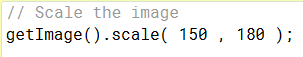 // Scale the image
getImage().scale( 150 , 180 );